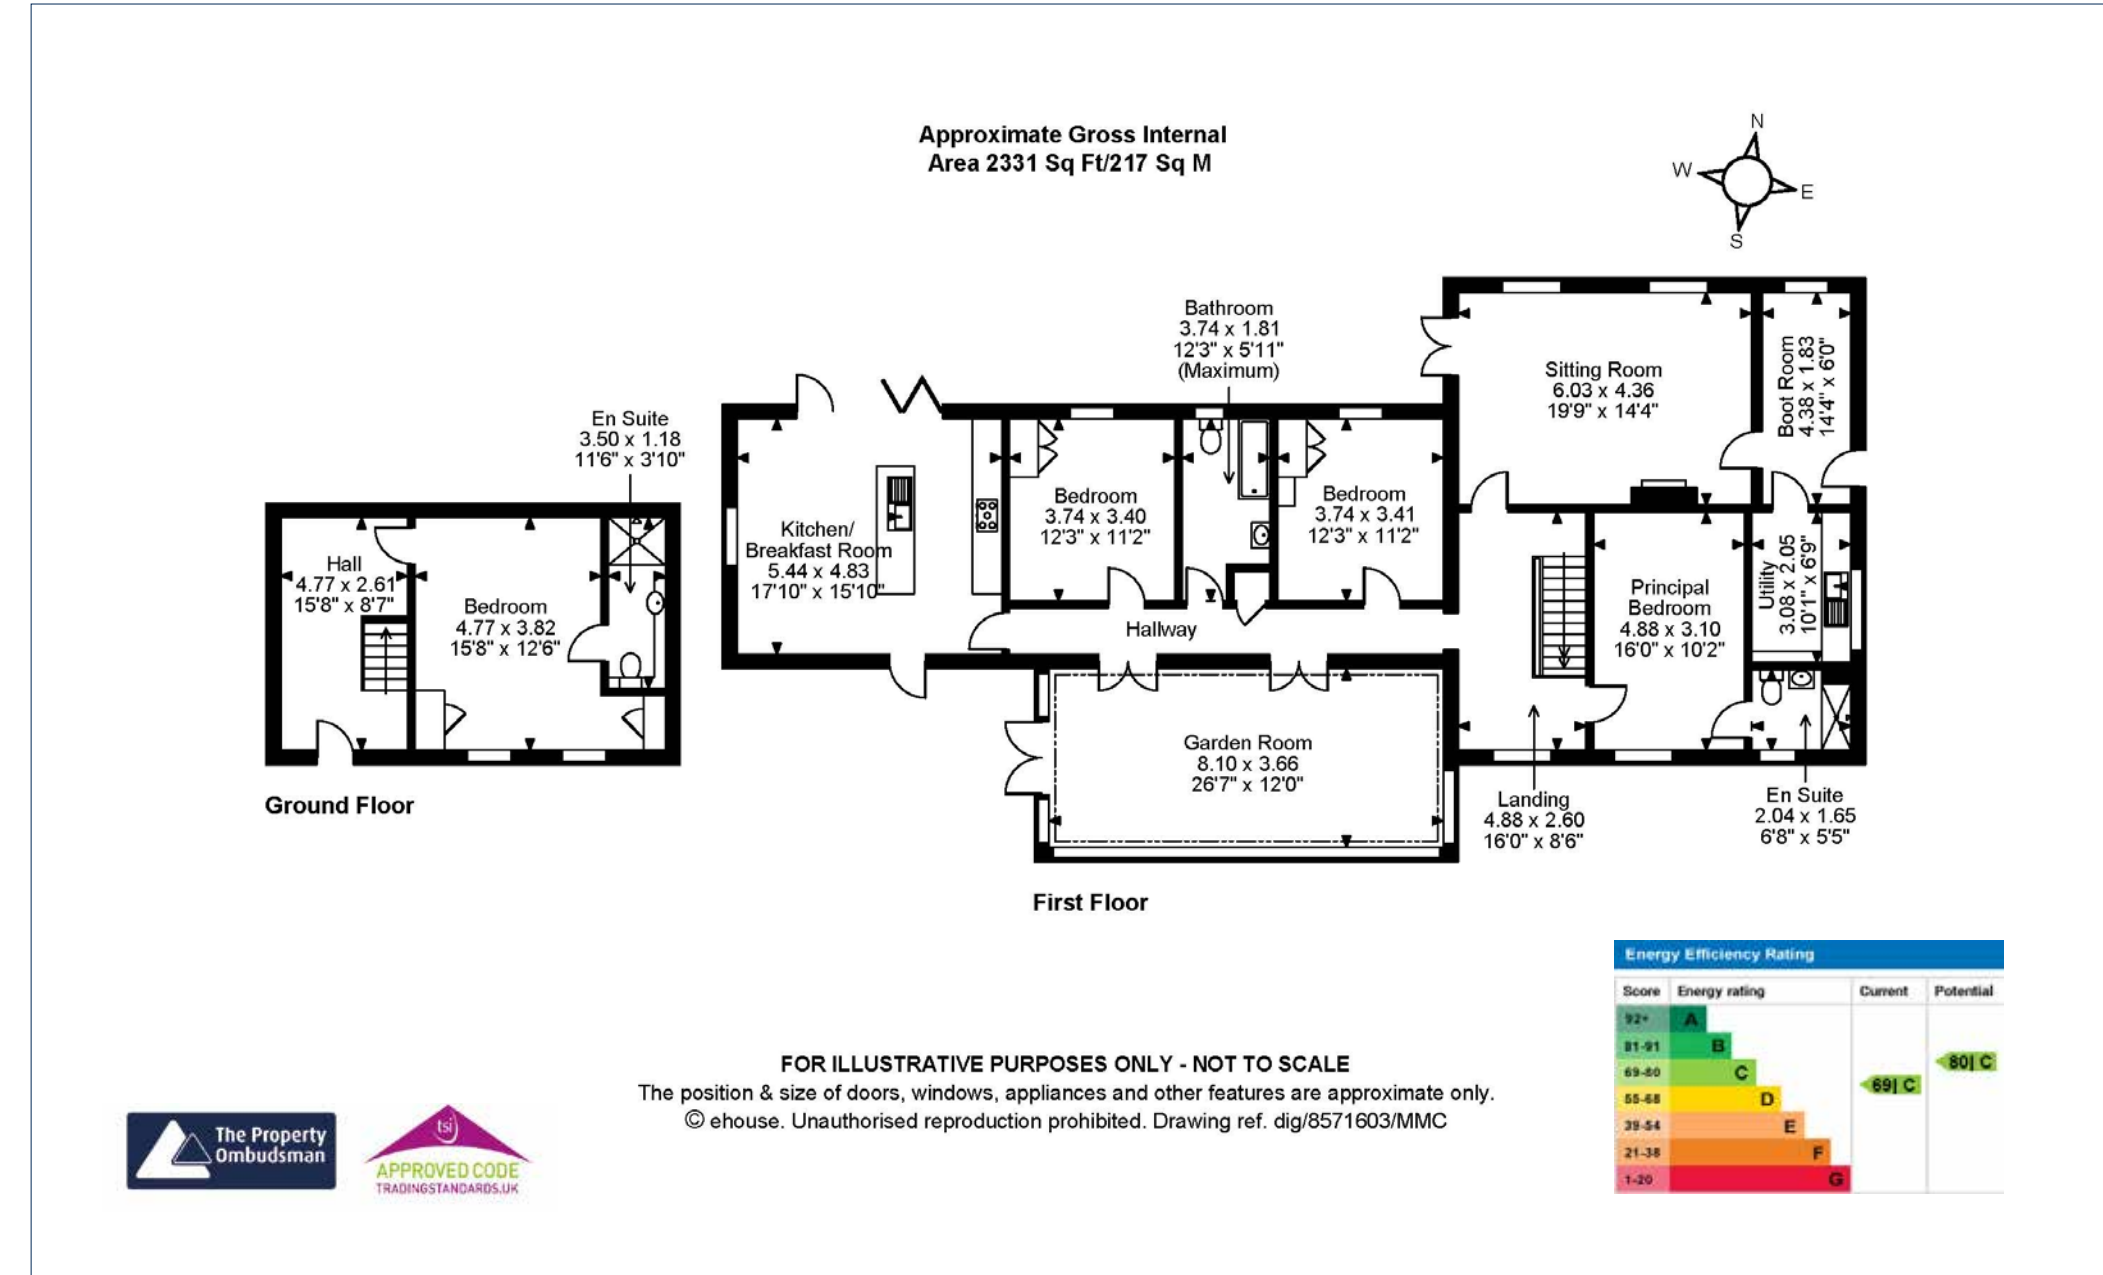 Approximate Gross Internal
Area 2331 Sq Ft/217 Sq M
N
W
E
S
En Suite
3.50 x 1.18
11'6" x 3'10"
Hall
4.77 x 2.61
15'8" x 8'7"
Bedroom
4.77 x 3.82
15'8" x 12'6"
Ground Floor
Kitchen/
Breakfast Room
5.44 x 4.83
17'10" x 15'10"
Bedroom
3.74 x 3.40
12'3" x 11'2"
Bathroom
3.74 x 1.81
12'3" x 5'11"
(Maximum)
Bedroom
3.74 x 3.41
12'3" x 11'2"
Hallway
Garden Room
8.10 x 3.66
26'7" x 12'0"
Sitting Room
6.03 x 4.36
19'9" x 14'4"
Boot Room
4.38 x 1.83
14'4" x 6'0"
Utility
3.08 x 2.05
10'1" x 6'9"
Principal
Bedroom
4.88 x 3.10
16'0" x 10'2"
Landing
4.88 x 2.60
16'0" x 8'6"
En Suite
2.04 x 1.65
6'8" x 5'5"
First Floor
Energy Efficiency Rating
Score Energy rating Current Potential
92+ A
81-91 B
69-80 C
55-68 D
39-54 E
21-38 F
1-20 G
69| C
80| C
FOR ILLUSTRATIVE PURPOSES ONLY - NOT TO SCALE
The position & size of doors, windows, appliances and other features are approximate only.
© ehouse. Unauthorised reproduction prohibited. Drawing ref. dig/8571603/MMC
The Property
Ombudsman
tsi
APPROVED CODE
TRADINGSTANDARDS.UK